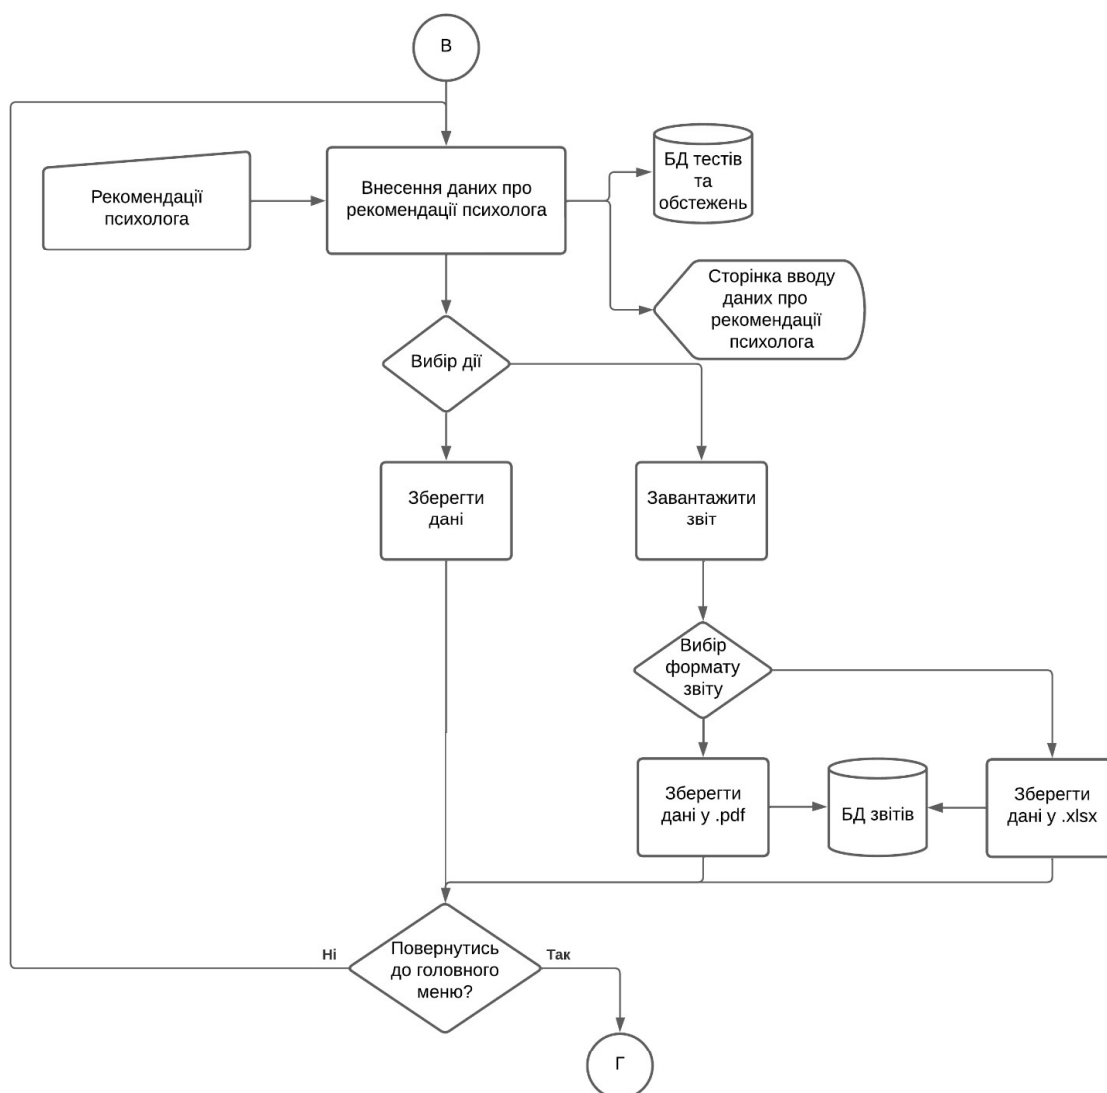 В
Рекомендації
психолога
Внесення даних про
рекомендації психолога
БД тестів
та
обстежень
Сторінка вводу
даних про
рекомендації
психолога
Вибір дії
Зберегти
дані
Завантажити
звіт
Вибір
формату
звіту
Зберегти
дані у .pdf
БД звітів
Зберегти
дані у .xlsx
Ні
Повернутись
до головного
меню?
Так
Г